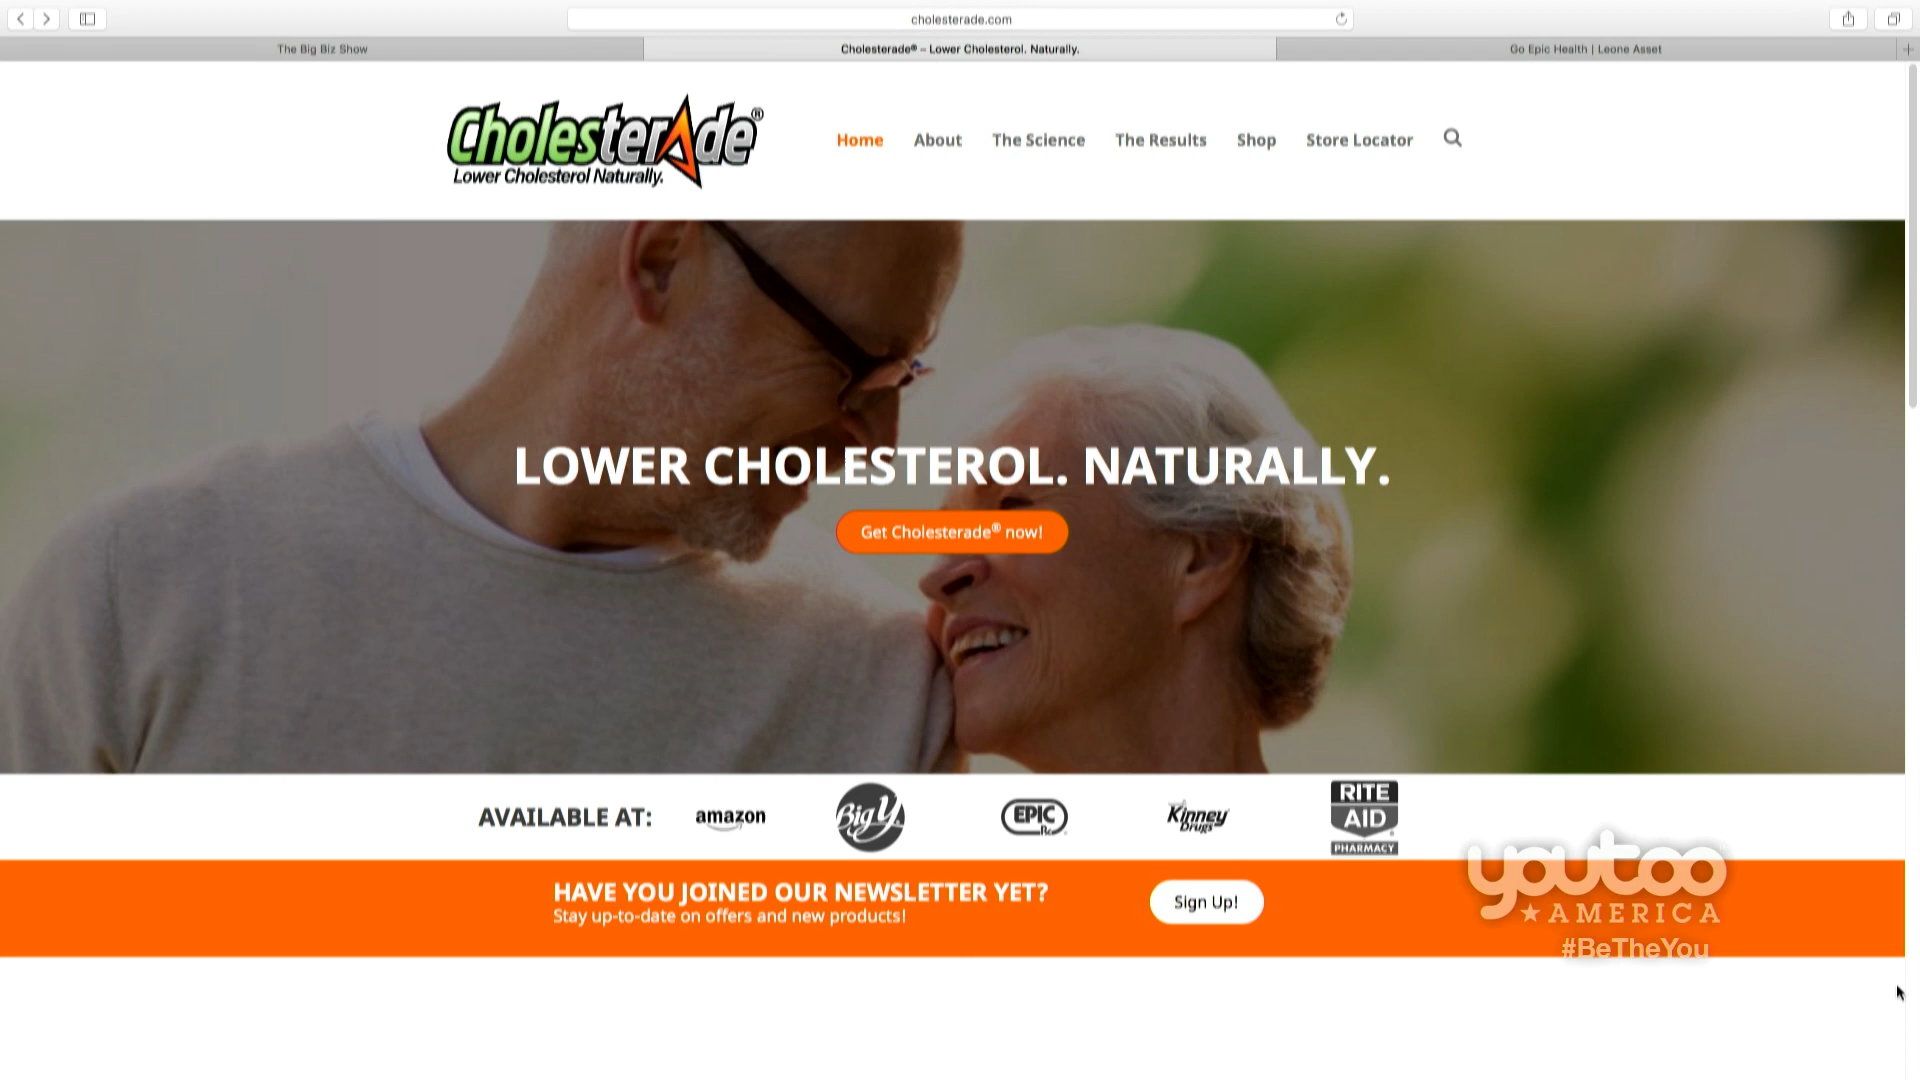 cholesterade.com
The Big Biz Show
Cholesterade® – Lower Cholesterol. Naturally.
Go Epic Health | Leone Asset
Cholesterade®
Lower Cholesterol Naturally.
Home About The Science The Results Shop Store Locator
LOWER CHOLESTEROL. NATURALLY.
Get Cholesterade® now!
AVAILABLE AT:
amazon
Big Y.
EPIC
Rx
Kinney
Drugs
RITE
AID
PHARMACY
HAVE YOU JOINED OUR NEWSLETTER YET?
Stay up-to-date on offers and new products!
Sign Up!
youtoo
AMERICA
#BeTheYou